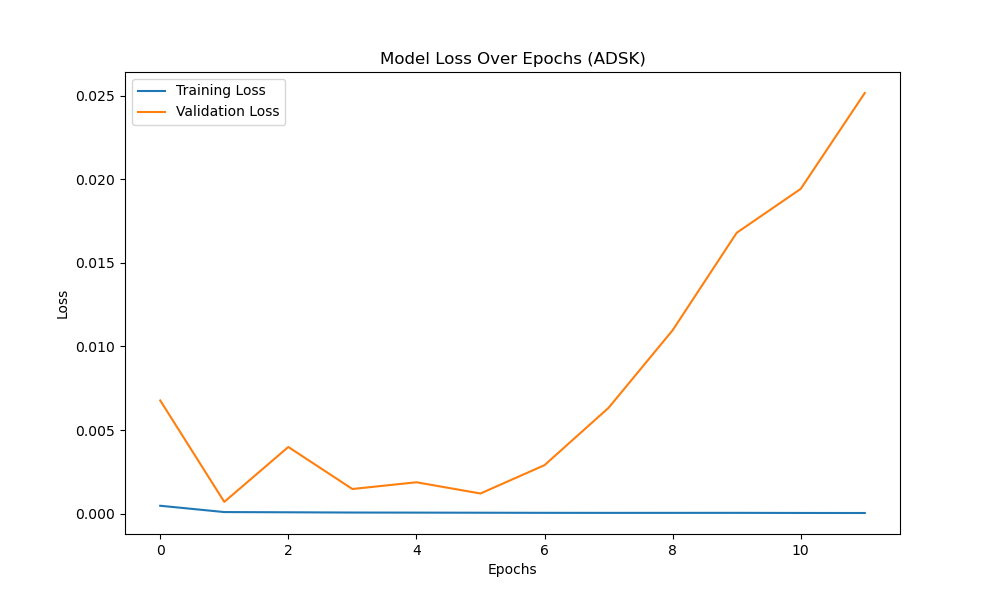 Model Loss Over Epochs (ADSK)
Training Loss
Validation Loss
0.025
0.020
0.015
0.010
0.005
0.000
Loss
0 2 4 6 8 10
Epochs